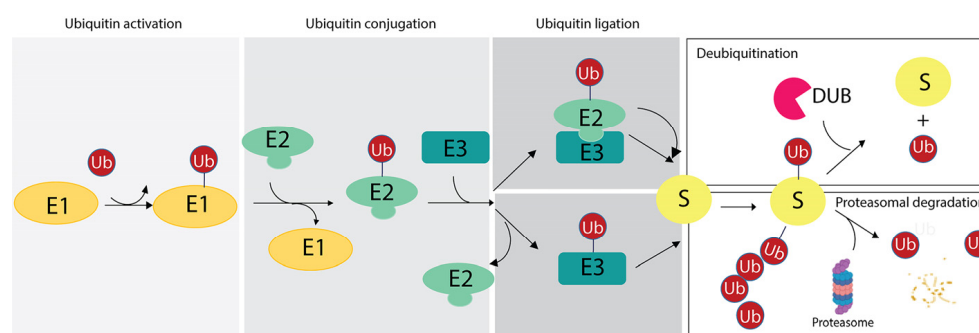 Ubiquitin activation
Ubiquitin conjugation
Ubiquitin ligation
Deubiquitination
Ub
E1
Ub
E1
E2
E1
Ub
E2
E3
E2
Ub
E2
E3
Ub
E3
S
DUB
S
+
Ub
Ub
S
Ub
Ub
Ub
Ub
Ub
Proteasomal degradation
Proteasome
Ub
Ub